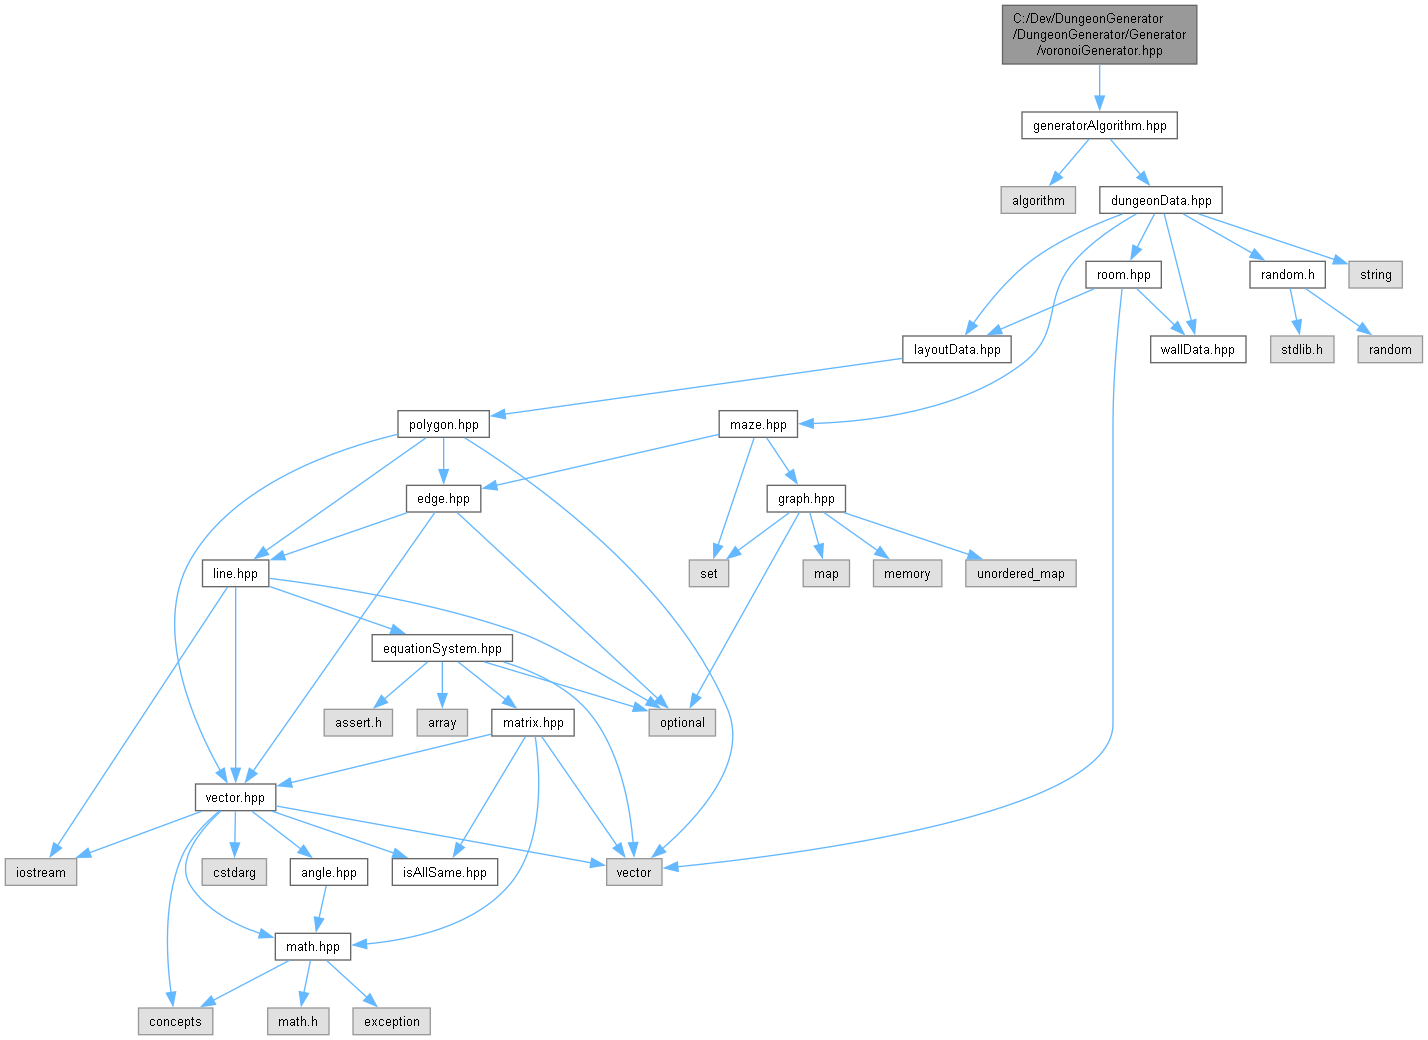 C:/Dev/DungeonGenerator
/DungeonGenerator/Generator
/voronoiGenerator.hpp
generatorAlgorithm.hpp
algorithm
dungeonData.hpp
room.hpp
random.h
string
layoutData.hpp
wallData.hpp
stdlib.h
random
polygon.hpp
maze.hpp
edge.hpp
graph.hpp
line.hpp
set
map
memory
unordered_map
equationSystem.hpp
assert.h
array
matrix.hpp
optional
vector.hpp
iostream
cstdarg
angle.hpp
isAllSame.hpp
vector
math.hpp
concepts
math.h
exception